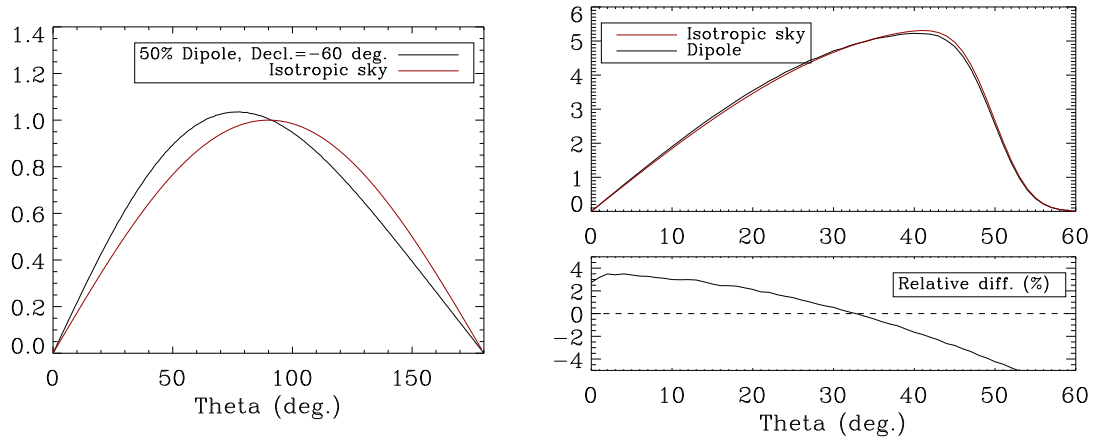 1.4
1.2
1.0
0.8
0.6
0.4
0.2
0.0
50% Dipole, Decl.=−60 deg.
Isotropic sky
0 50 100 150
Theta (deg.)
6
5
4
3
2
1
0
Isotropic sky
Dipole
0 10 20 30 40 50 60
4
2
0
−2
−4
Relative diff. (%)
0 10 20 30 40 50 60
Theta (deg.)